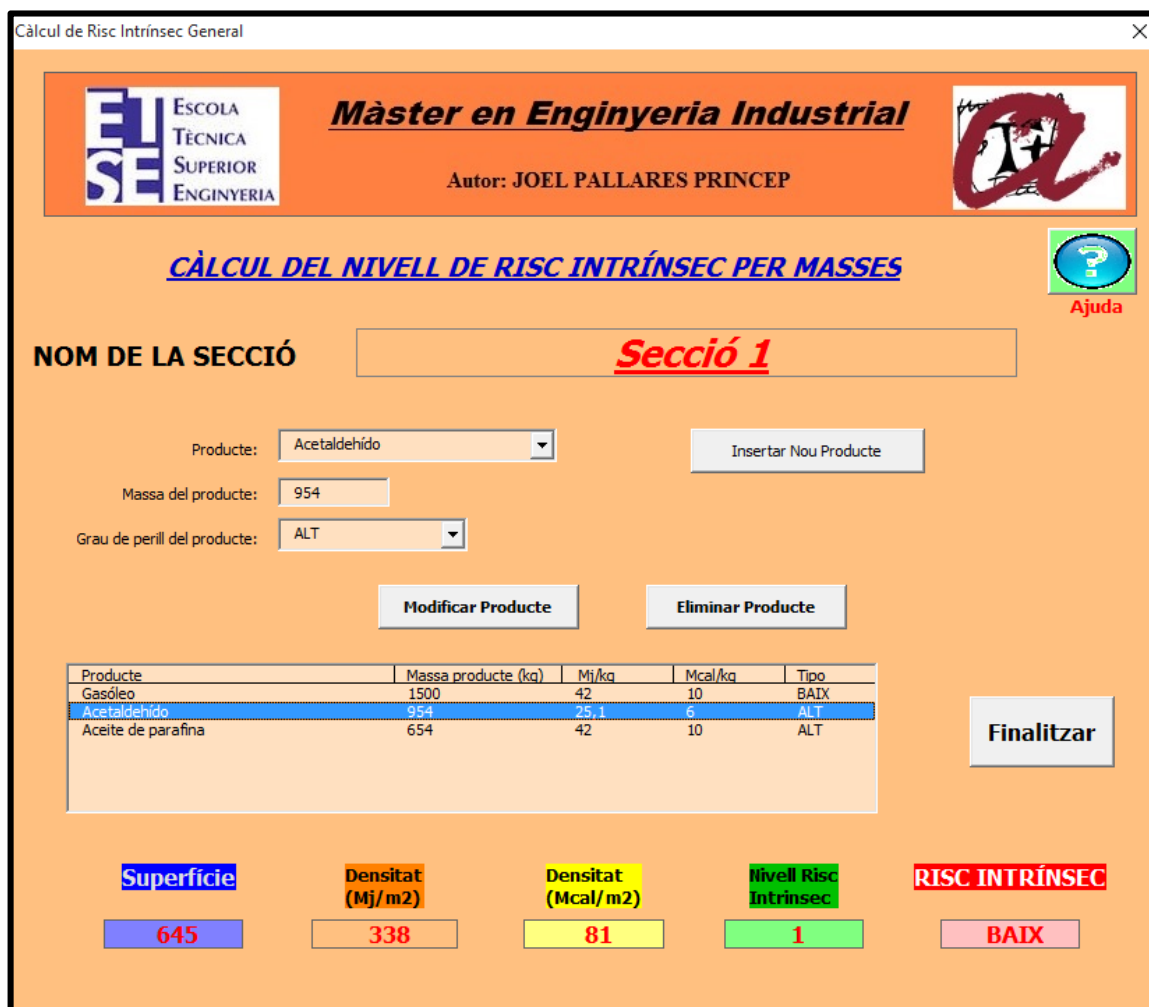 Càlcul de Risc Intrínsec General
ESCOLA
TÈCNICA
SUPERIOR
ENGINYERIA
ETSE
Màster en Enginyeria Industrial
Autor: JOEL PALLARES PRINCEP
CÀLCUL DEL NIVELL DE RISC INTRÍNSEC PER MASSES
Ajuda
NOM DE LA SECCIÓ Secció 1
Producte: Acetaldehído Insertar Nou Producte
Massa del producte: 954
Grau de perill del producte: ALT
Modificar Producte Eliminar Producte
Producte Massa producte (kg) Mj/kg Mcal/kg Tipo
Gasóleo 1500 42 10 BAIX
Acetaldehído 954 25,1 6 ALT
Aceite de parafina 654 42 10 ALT
Finalitzar
Superfície
Densitat
(Mj/m2)
Densitat
(Mcal/m2)
Nivell Risc
Intrinsec
RISC INTRÍNSEC
645 338 81 1 BAIX